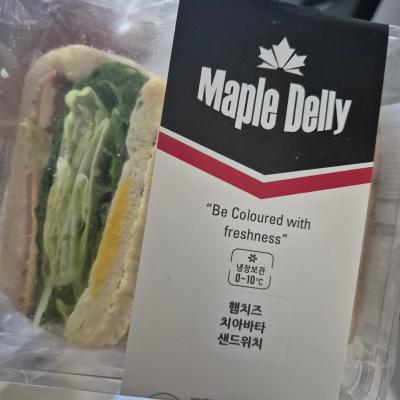 Maple Delly
"Be Coloured with
freshness"
냉장보관
0~10℃
햄치즈
치아바타
샌드위치